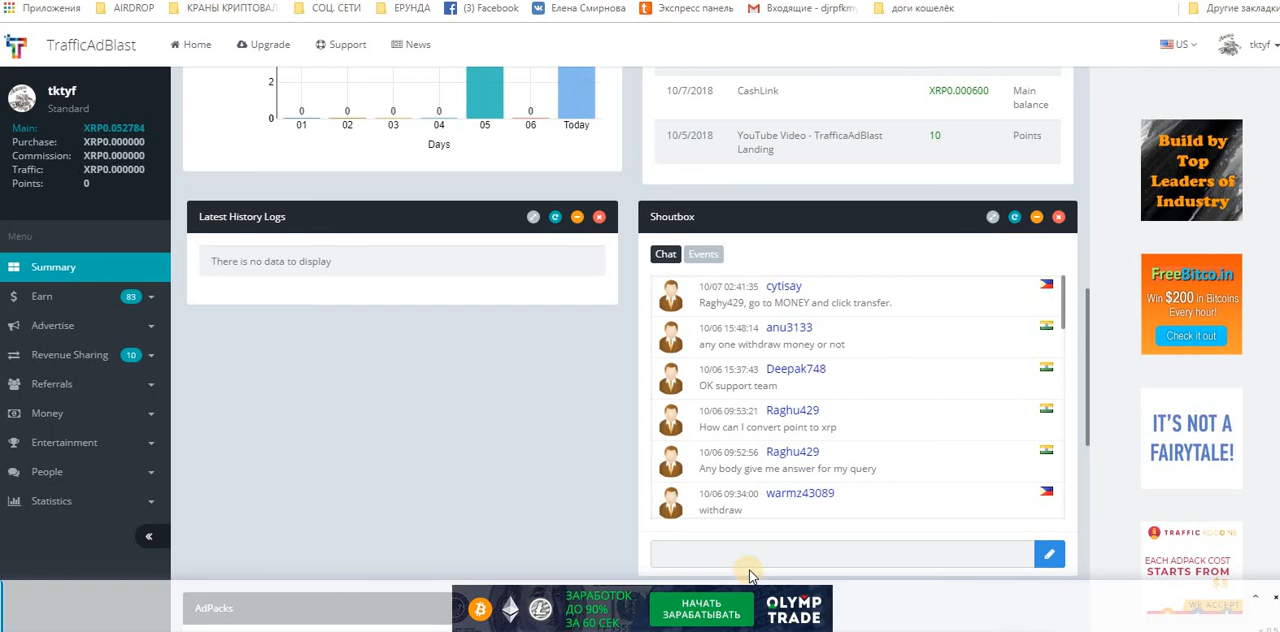 Приложения AIRDROP КРАНЫ КРИПТОВАЛ СОЦ. СЕТИ ЕРУНДА (3) Facebook Елена Смирнова Экспресс панель Входящие - djrpfkmy доги кошелёк Другие закладки
TrafficAdBlast Home Upgrade Support News US tktyf
tktyf
Standard
Main: XRP0.052784
Purchase: XRP0.000000
Commission: XRP0.000000
Traffic: XRP0.000000
Points: 0
Menu
Summary
Earn 83
Advertise
Revenue Sharing 10
Referrals
Money
Entertainment
People
Statistics
2
0
0 0 0 0 0
01 02 03 04 05 06 Today
Days
10/7/2018 CashLink XRP0.000600 Main
balance
10/5/2018 YouTube Video - TrafficaAdBlast 10 Points
Landing
Latest History Logs
There is no data to display
Shoutbox
Chat Events
10/07 02:41:35 cytisay
Raghy429, go to MONEY and click transfer.
10/06 15:48:14 anu3133
any one withdraw money or not
10/06 15:37:43 Deepak748
OK support team
10/06 09:53:21 Raghu429
How can I convert point to xrp
10/06 09:52:56 Raghu429
Any body give me answer for my query
10/06 09:34:00 warmz43089
withdraw
Build by
Top
Leaders of
Industry
FreeBitco.in
Win $200 in Bitcoins
Every hour!
Check it out
IT'S NOT A
FAIRYTALE!
TRAFFIC
EACH ADPACK COST
STARTS FROM
$5
WE ACCEPT
AdPacks
ЗАРАБОТОК
ДО 90%
ЗА 60 СЕК
НАЧАТЬ
ЗАРАБАТЫВАТЬ
OLYMP
TRADE